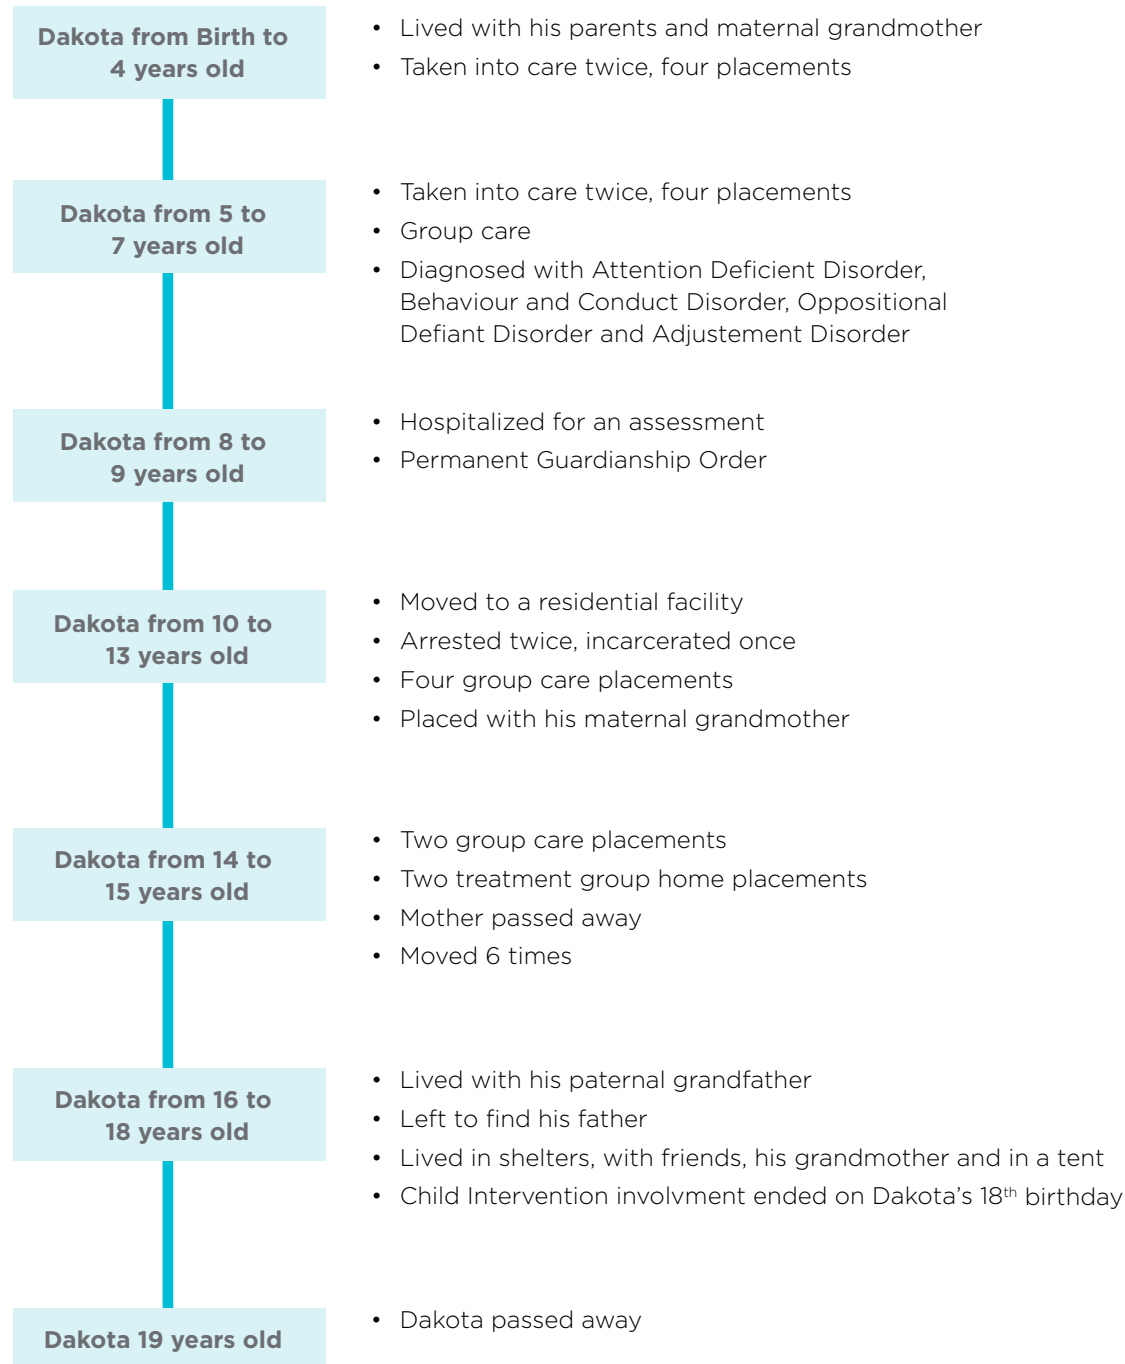 Dakota from Birth to
4 years old
• Lived with his parents and maternal grandmother
• Taken into care twice, four placements
Dakota from 5 to
7 years old
• Taken into care twice, four placements
• Group care
• Diagnosed with Attention Deficient Disorder,
Behaviour and Conduct Disorder, Oppositional
Defiant Disorder and Adjustement Disorder
Dakota from 8 to
9 years old
• Hospitalized for an assessment
• Permanent Guardianship Order
Dakota from 10 to
13 years old
• Moved to a residential facility
• Arrested twice, incarcerated once
• Four group care placements
• Placed with his maternal grandmother
Dakota from 14 to
15 years old
• Two group care placements
• Two treatment group home placements
• Mother passed away
• Moved 6 times
Dakota from 16 to
18 years old
• Lived with his paternal grandfather
• Left to find his father
• Lived in shelters, with friends, his grandmother and in a tent
• Child Intervention involvment ended on Dakota’s 18th birthday
Dakota 19 years old
• Dakota passed away